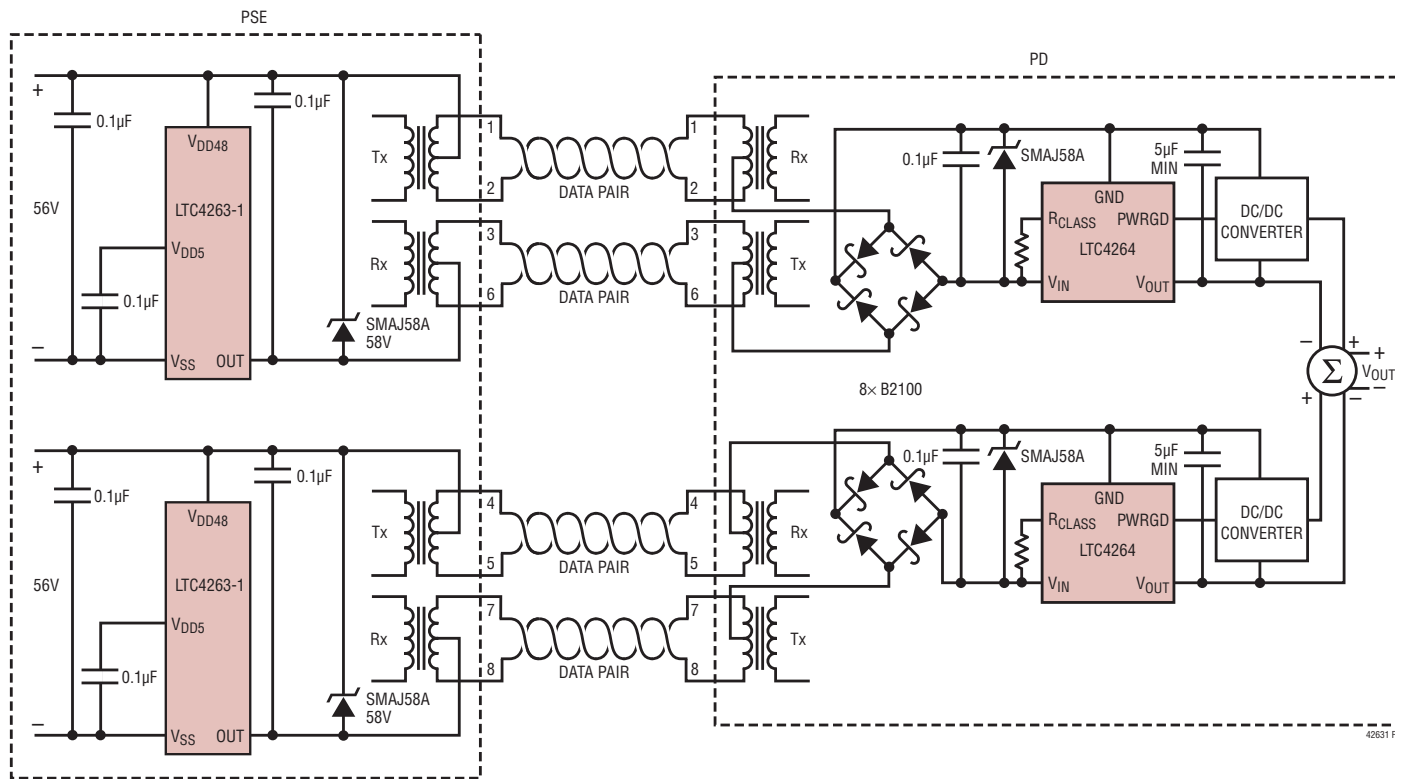 PSE
PD
+
0.1µF
0.1µF
VDD48
56V
LTC4263-1
VDD5
0.1µF
–
VSS OUT
SMAJ58A
58V
Tx
Rx
1
2
3
6
DATA PAIR
DATA PAIR
1
2
3
6
Rx
Tx
0.1µF
SMAJ58A
5µF
MIN
GND
RCLASS PWRGD
LTC4264
VIN VOUT
DC/DC
CONVERTER
– +
Σ
+
VOUT
–
+ –
8× B2100
+
0.1µF
0.1µF
VDD48
56V
LTC4263-1
VDD5
0.1µF
–
VSS OUT
SMAJ58A
58V
Tx
Rx
4
5
7
8
DATA PAIR
DATA PAIR
4
5
7
8
Rx
Tx
0.1µF
SMAJ58A
5µF
MIN
GND
RCLASS PWRGD
LTC4264
VIN VOUT
DC/DC
CONVERTER
42631 F